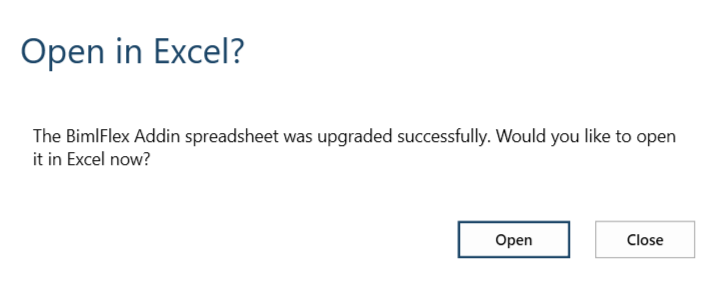 Open in Excel?
The BimlFlex Addin spreadsheet was upgraded successfully. Would you like to open
it in Excel now?
Open
Close